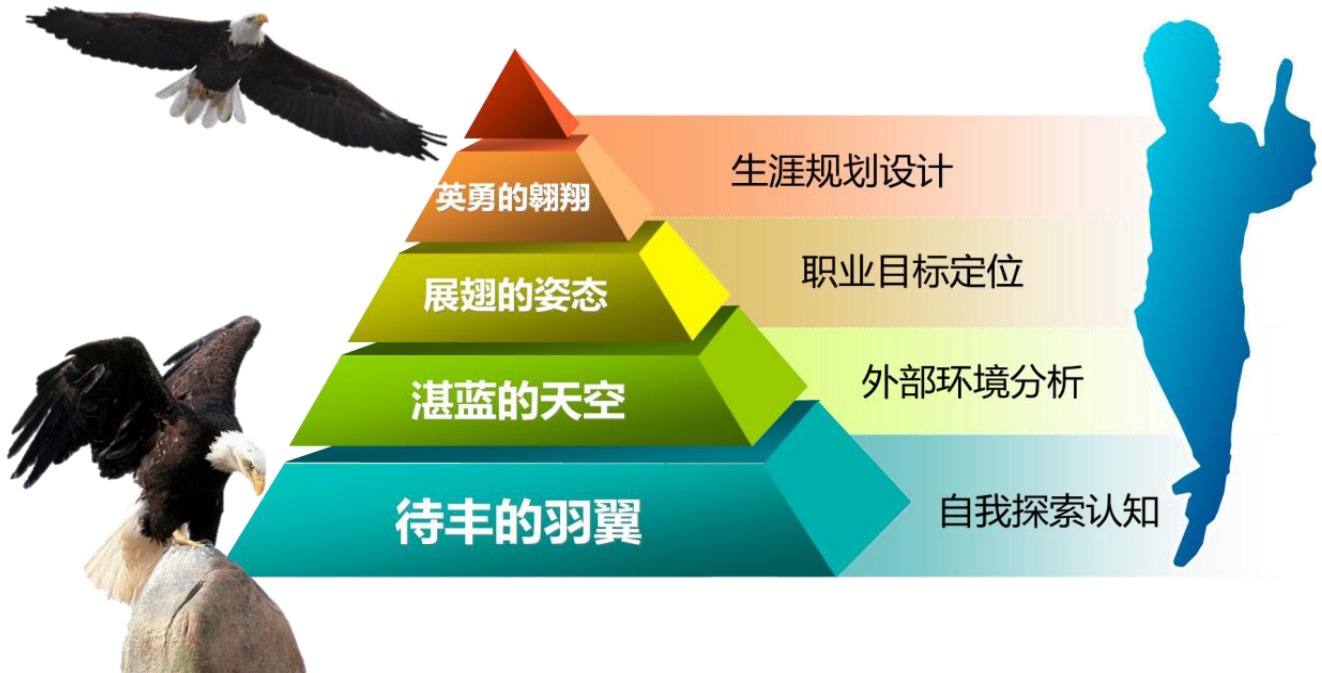 英勇的翱翔
生涯规划设计
展翅的姿态
职业目标定位
湛蓝的天空
外部环境分析
待丰的羽翼
自我探索认知